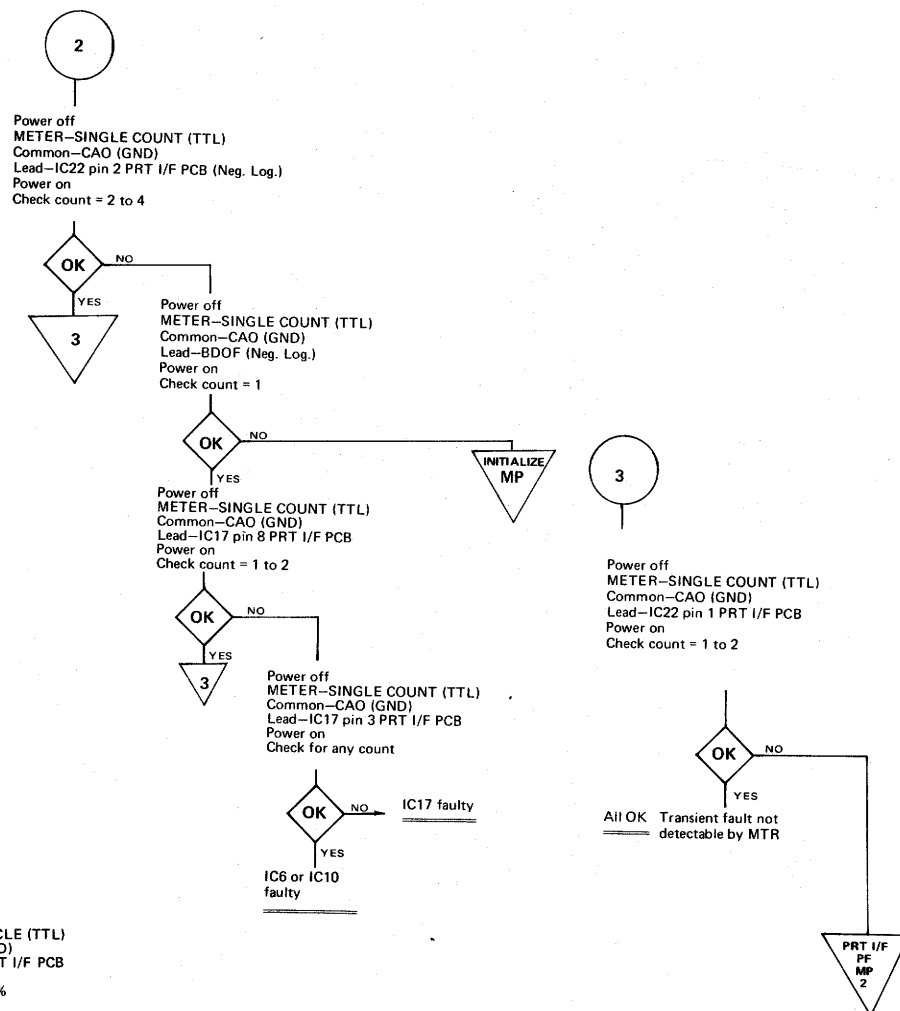 2
Power off
METER–SINGLE COUNT (TTL)
Common–CAO (GND)
Lead–IC22 pin 2 PRT I/F PCB (Neg. Log.)
Power on
Check count = 2 to 4
OK
NO
YES
3
Power off
METER–SINGLE COUNT (TTL)
Common–CAO (GND)
Lead–BDOF (Neg. Log.)
Power on
Check count = 1
OK
NO
YES
INITIALIZE
MP
Power off
METER–SINGLE COUNT (TTL)
Common–CAO (GND)
Lead–IC17 pin 8 PRT I/F PCB
Power on
Check count = 1 to 2
OK
NO
YES
3
Power off
METER–SINGLE COUNT (TTL)
Common–CAO (GND)
Lead–IC17 pin 3 PRT I/F PCB
Power on
Check for any count
OK
NO
IC17 faulty
YES
IC6 or IC10
faulty
3
Power off
METER–SINGLE COUNT (TTL)
Common–CAO (GND)
Lead–IC22 pin 1 PRT I/F PCB
Power on
Check count = 1 to 2
OK
NO
YES
All OK Transient fault not
detectable by MTR
PRT I/F
PF
MP
2
CLE (TTL)
D)
T I/F PCB
%